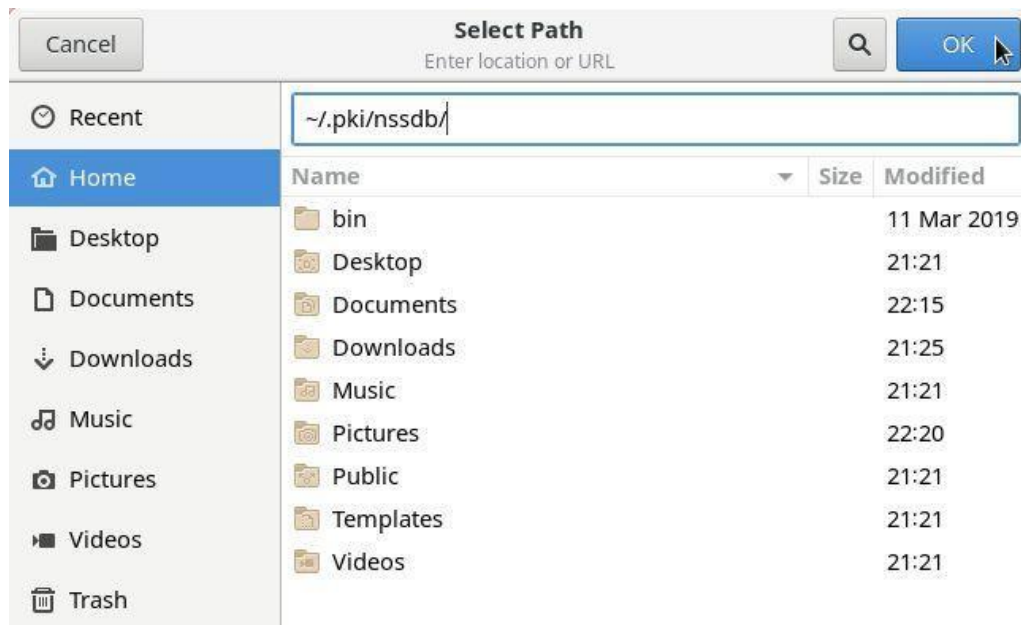 Cancel
Select Path
Enter location or URL
OK
Recent
Home
Desktop
Documents
Downloads
Music
Pictures
Videos
Trash
~/.pki/nssdb/
Name Size Modified
bin 11 Mar 2019
Desktop 21:21
Documents 22:15
Downloads 21:25
Music 21:21
Pictures 22:20
Public 21:21
Templates 21:21
Videos 21:21